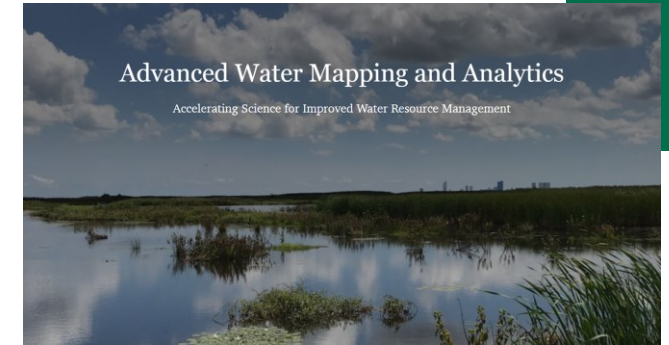 Advanced Water Mapping and Analytics
Accelerating Science for Improved Water Resource Management